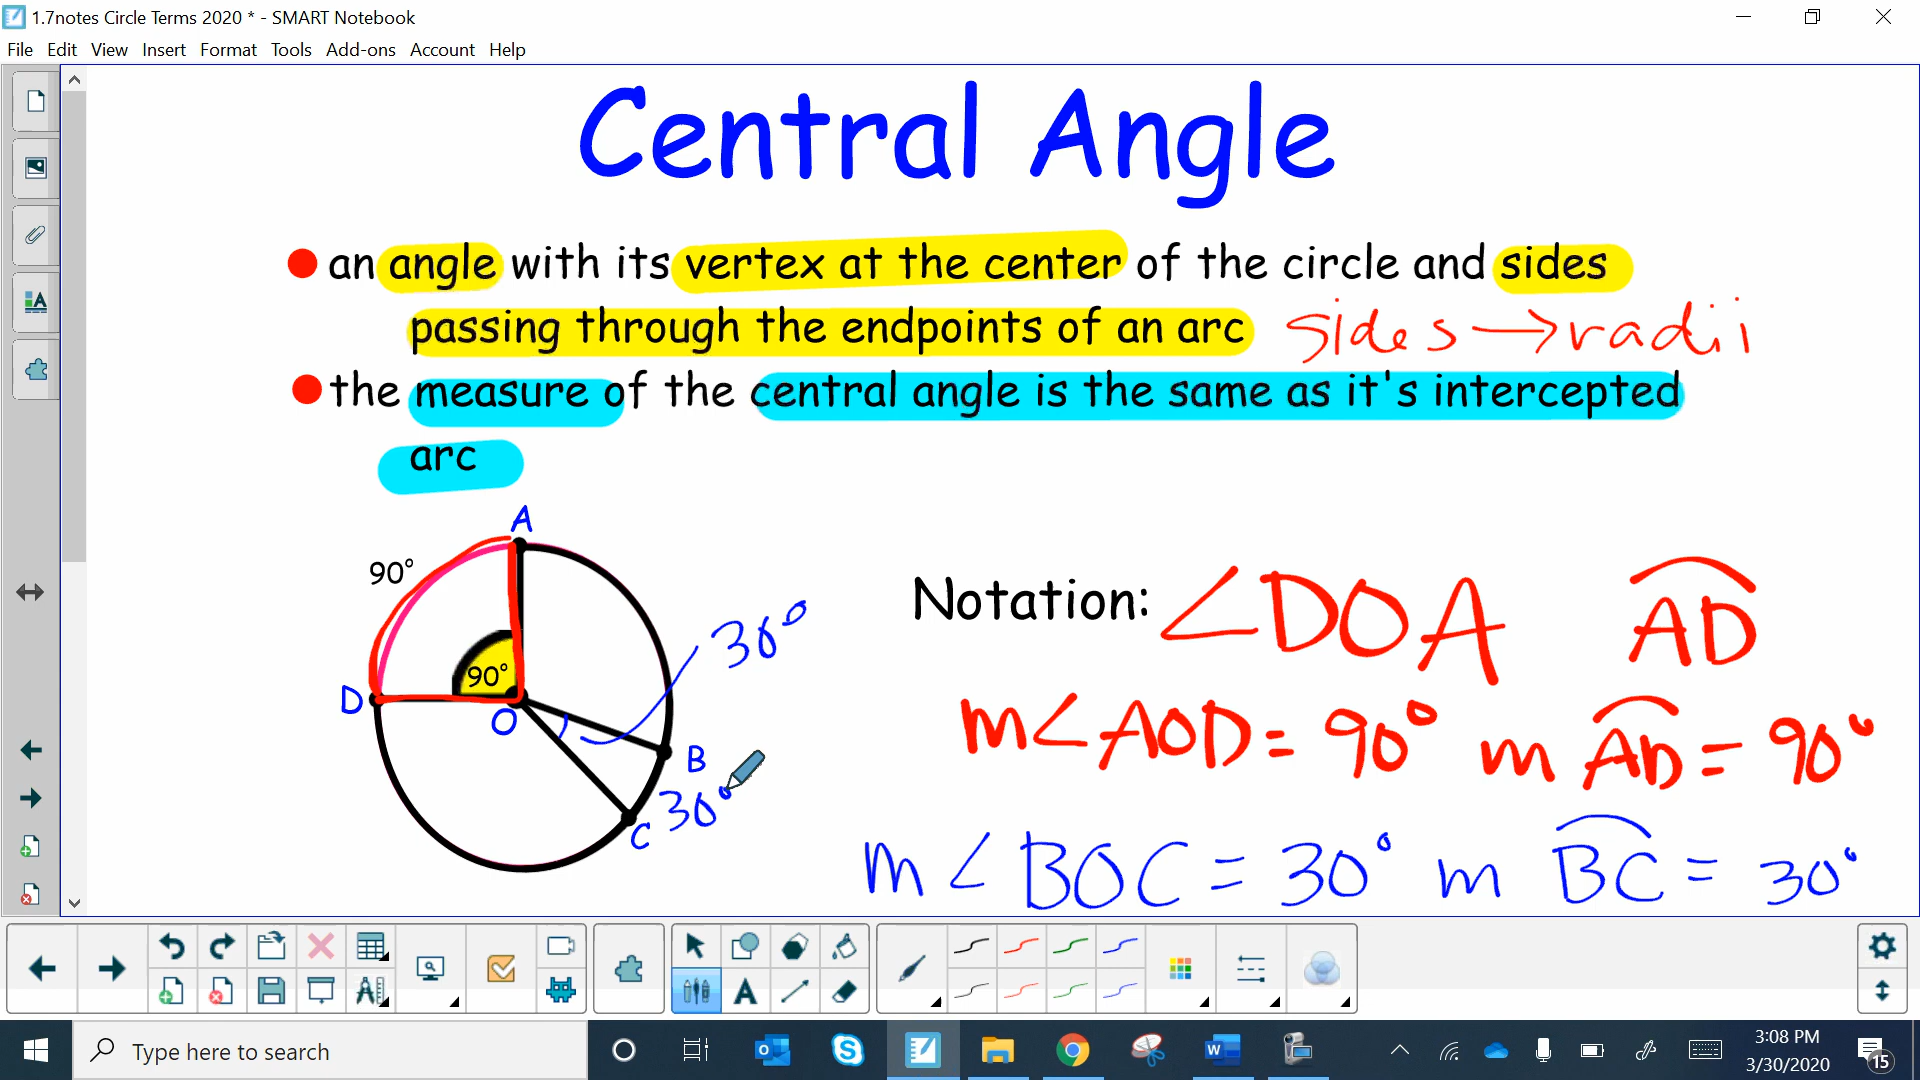 1.7notes Circle Terms 2020 * - SMART Notebook
File Edit View Insert Format Tools Add-ons Account Help
Central Angle
an angle with its vertex at the center of the circle and sides
passing through the endpoints of an arc sides → radii
the measure of the central angle is the same as it's intercepted
arc
A
90°
90°
D
O
30°
B
30°
C
Notation: ∠DOA AD
m∠AOD = 90° m AD = 90°
m∠BOC = 30° m BC = 30°
Type here to search
3:08 PM
3/30/2020
15